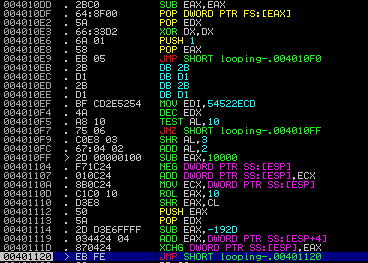 004010DD . 2BC0 SUB EAX,EAX
004010DF . 64:8F00 POP DWORD PTR FS:[EAX]
004010E2 . 5A POP EDX
004010E3 . 66:33D2 XOR DX,DX
004010E6 . 6A 01 PUSH 1
004010E8 . 58 POP EAX
004010E9 . EB 05 JMP SHORT looping-.004010F0
004010EB 2B DB 2B
004010EC D1 DB D1
004010ED 2B DB 2B
004010EE D1 DB D1
004010EF . BF CD2E5254 MOV EDI,54522ECD
004010F4 . 4A DEC EDX
004010F5 . A8 10 TEST AL,10
004010F7 . 75 06 JNZ SHORT looping-.004010FF
004010F9 . C0E8 03 SHR AL,3
004010FC . 67:04 02 ADD AL,2
004010FF > 2D 00000100 SUB EAX,10000
00401104 . F71C24 NEG DWORD PTR SS:[ESP]
00401107 . 010C24 ADD DWORD PTR SS:[ESP],ECX
0040110A . 8B0C24 MOV ECX,DWORD PTR SS:[ESP]
0040110D . C1C0 10 ROL EAX,10
00401110 . D3E8 SHR EAX,CL
00401112 . 50 PUSH EAX
00401113 . 5A POP EDX
00401114 . 2D D3E6FFFF SUB EAX,-192D
00401119 . 034424 04 ADD EAX,DWORD PTR SS:[ESP+4]
0040111D . 870424 XCHG DWORD PTR SS:[ESP],EAX
00401120 > EB FE JMP SHORT looping-.00401120